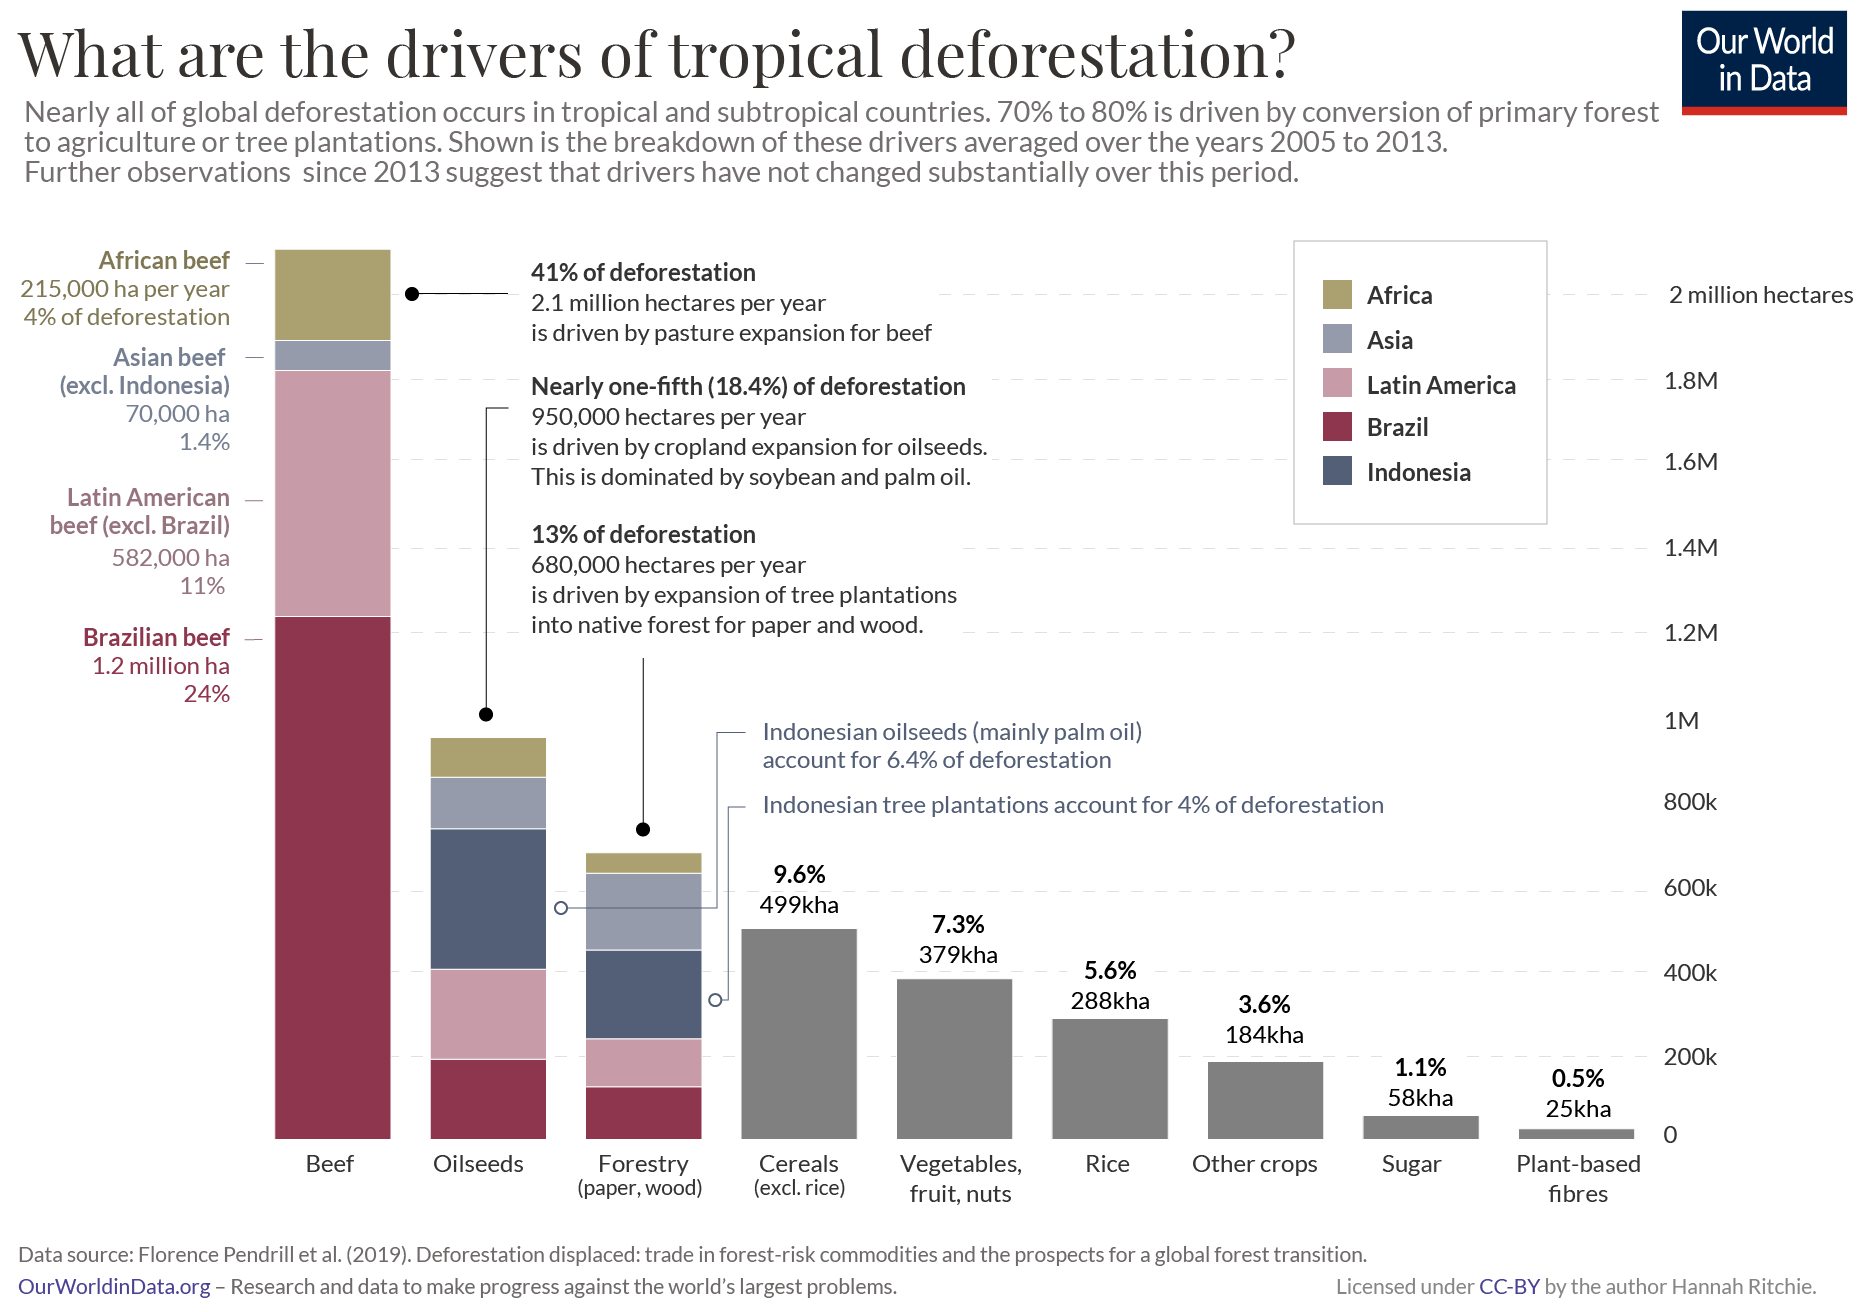 What are the drivers of tropical deforestation?
Our World
in Data
Nearly all of global deforestation occurs in tropical and subtropical countries. 70% to 80% is driven by conversion of primary forest
to agriculture or tree plantations. Shown is the breakdown of these drivers averaged over the years 2005 to 2013.
Further observations since 2013 suggest that drivers have not changed substantially over this period.
African beef
215,000 ha per year
4% of deforestation
Asian beef
(excl. Indonesia)
70,000 ha
1.4%
Latin American
beef (excl. Brazil)
582,000 ha
11%
Brazilian beef
1.2 million ha
24%
41% of deforestation
2.1 million hectares per year
is driven by pasture expansion for beef
Nearly one-fifth (18.4%) of deforestation
950,000 hectares per year
is driven by cropland expansion for oilseeds.
This is dominated by soybean and palm oil.
13% of deforestation
680,000 hectares per year
is driven by expansion of tree plantations
into native forest for paper and wood.
Indonesian oilseeds (mainly palm oil)
account for 6.4% of deforestation
Indonesian tree plantations account for 4% of deforestation
Africa
Asia
Latin America
Brazil
Indonesia
2 million hectares
1.8M
1.6M
1.4M
1.2M
1M
800k
600k
400k
200k
0
9.6%
499kha
7.3%
379kha
5.6%
288kha
3.6%
184kha
1.1%
58kha
0.5%
25kha
Beef
Oilseeds
Forestry
(paper, wood)
Cereals
(excl. rice)
Vegetables,
fruit, nuts
Rice
Other crops
Sugar
Plant-based
fibres
Data source: Florence Pendrill et al. (2019). Deforestation displaced: trade in forest-risk commodities and the prospects for a global forest transition.
OurWorldinData.org – Research and data to make progress against the world's largest problems.
Licensed under CC-BY by the author Hannah Ritchie.